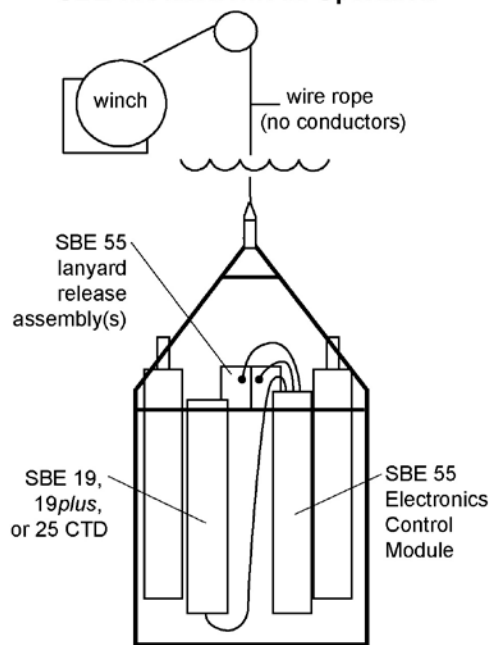 winch
wire rope
(no conductors)
SBE 55
lanyard
release
assembly(s)
SBE 19,
19plus,
or 25 CTD
SBE 55
Electronics
Control
Module